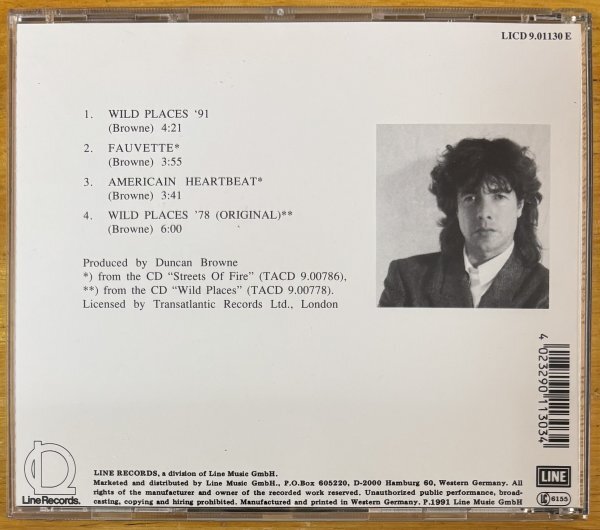 LICD 9.01130 E
1. WILD PLACES ‘91
(Browne) 4:21
2. FAUVETTE*
(Browne) 3:55
3. AMERICAIN HEARTBEAT*
(Browne) 3:41
4. WILD PLACES ’78 (ORIGINAL)**
(Browne) 6:00
Produced by Duncan Browne
*) from the CD “Streets Of Fire” (TACD 9.00786),
**) from the CD “Wild Places” (TACD 9.00778).
Licensed by Transatlantic Records Ltd., London
4 023290 113034
Line Records.
LINE RECORDS, a division of Line Music GmbH.
Marketed and distributed by Line Music GmbH., P.O.Box 605220, D-2000 Hamburg 60, Western Germany. All
rights of the manufacturer and owner of the recorded work reserved. Unauthorized public performance, broad-
casting, copying and hiring prohibited. Manufactured and printed in Western Germany. P.1991 Line Music GmbH
LINE
LC 6155